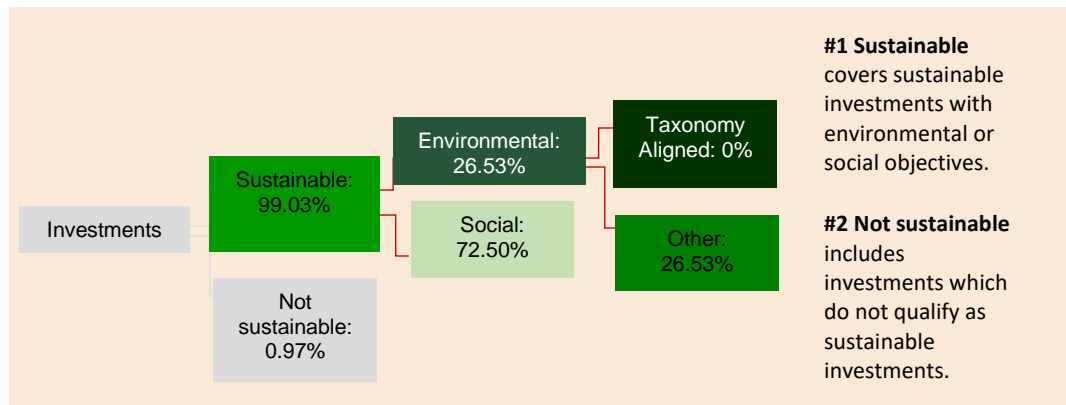 Investments
Sustainable:
99.03%
Not
sustainable:
0.97%
Environmental:
26.53%
Social:
72.50%
Taxonomy
Aligned: 0%
Other:
26.53%
#1 Sustainable
covers sustainable
investments with
environmental or
social objectives.
#2 Not sustainable
includes
investments which
do not qualify as
sustainable
investments.